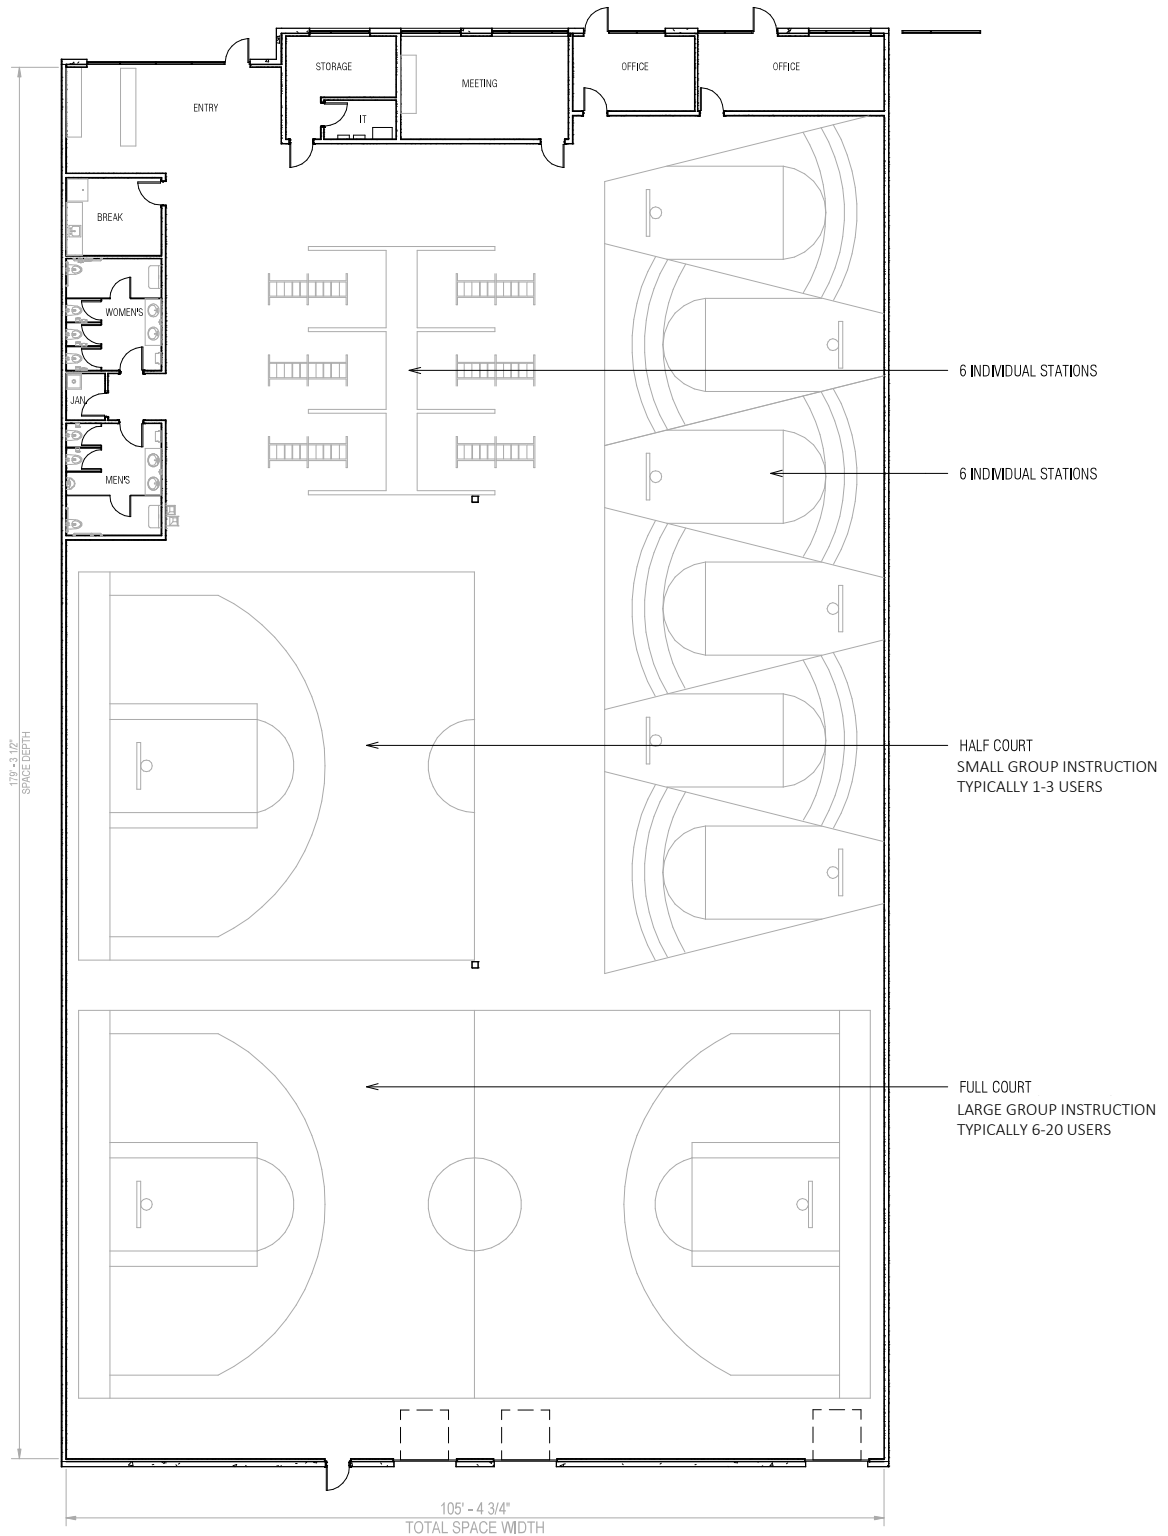 STORAGE
MEETING
OFFICE
OFFICE
ENTRY
IT
BREAK
WOMEN'S
JAN.
MEN'S
6 INDIVIDUAL STATIONS
6 INDIVIDUAL STATIONS
HALF COURT
SMALL GROUP INSTRUCTION
TYPICALLY 1-3 USERS
179' - 3 1/2"
SPACE DEPTH
FULL COURT
LARGE GROUP INSTRUCTION
TYPICALLY 6-20 USERS
105' - 4 3/4"
TOTAL SPACE WIDTH